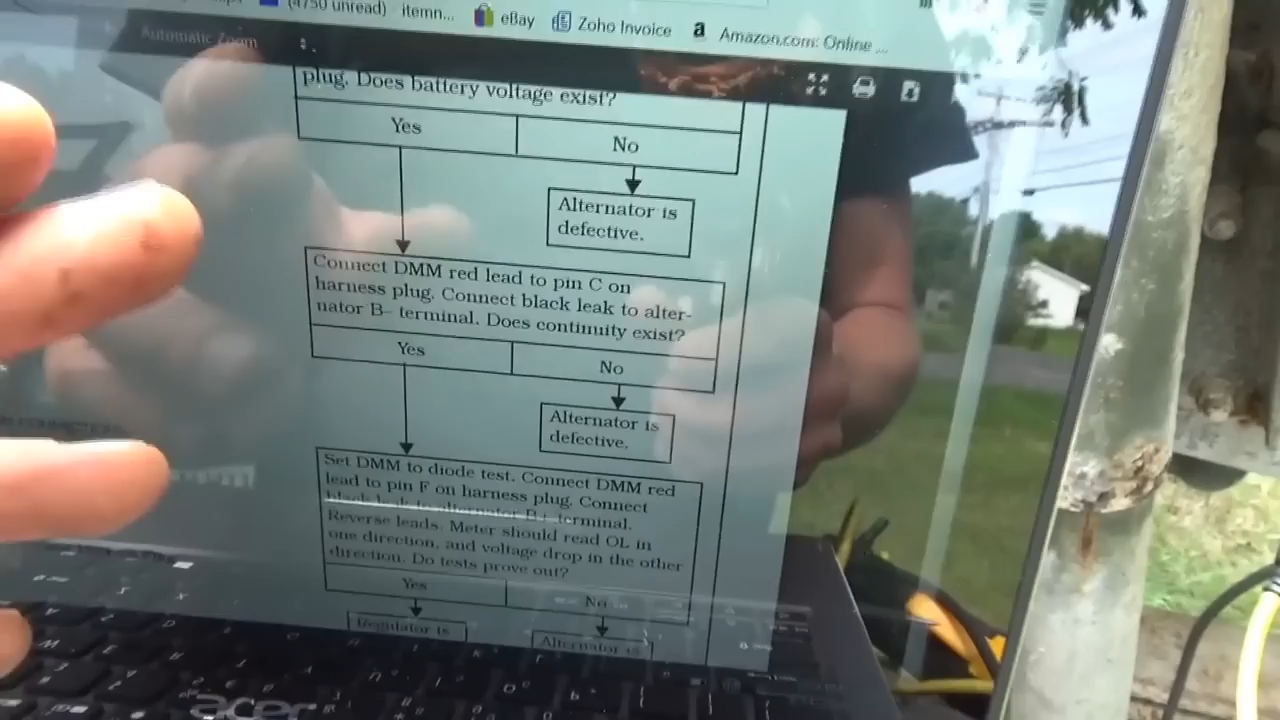 (4750 unread)
itemn...
eBay
Zoho Invoice
a
Amazon.com: Online ...
Automatic Zoom
plug. Does battery voltage exist?
Yes
No
Alternator is
defective.
Connect DMM red lead to pin C on
harness plug. Connect black leak to alter-
nator B– terminal. Does continuity exist?
Yes
No
Alternator is
defective.
Set DMM to diode test. Connect DMM red
lead to pin F on harness plug. Connect
black leak to alternator B+ terminal.
Reverse leads. Meter should read OL in
one direction, and voltage drop in the other
direction. Do tests prove out?
Yes
No
Regulator is
Alternator is
acer